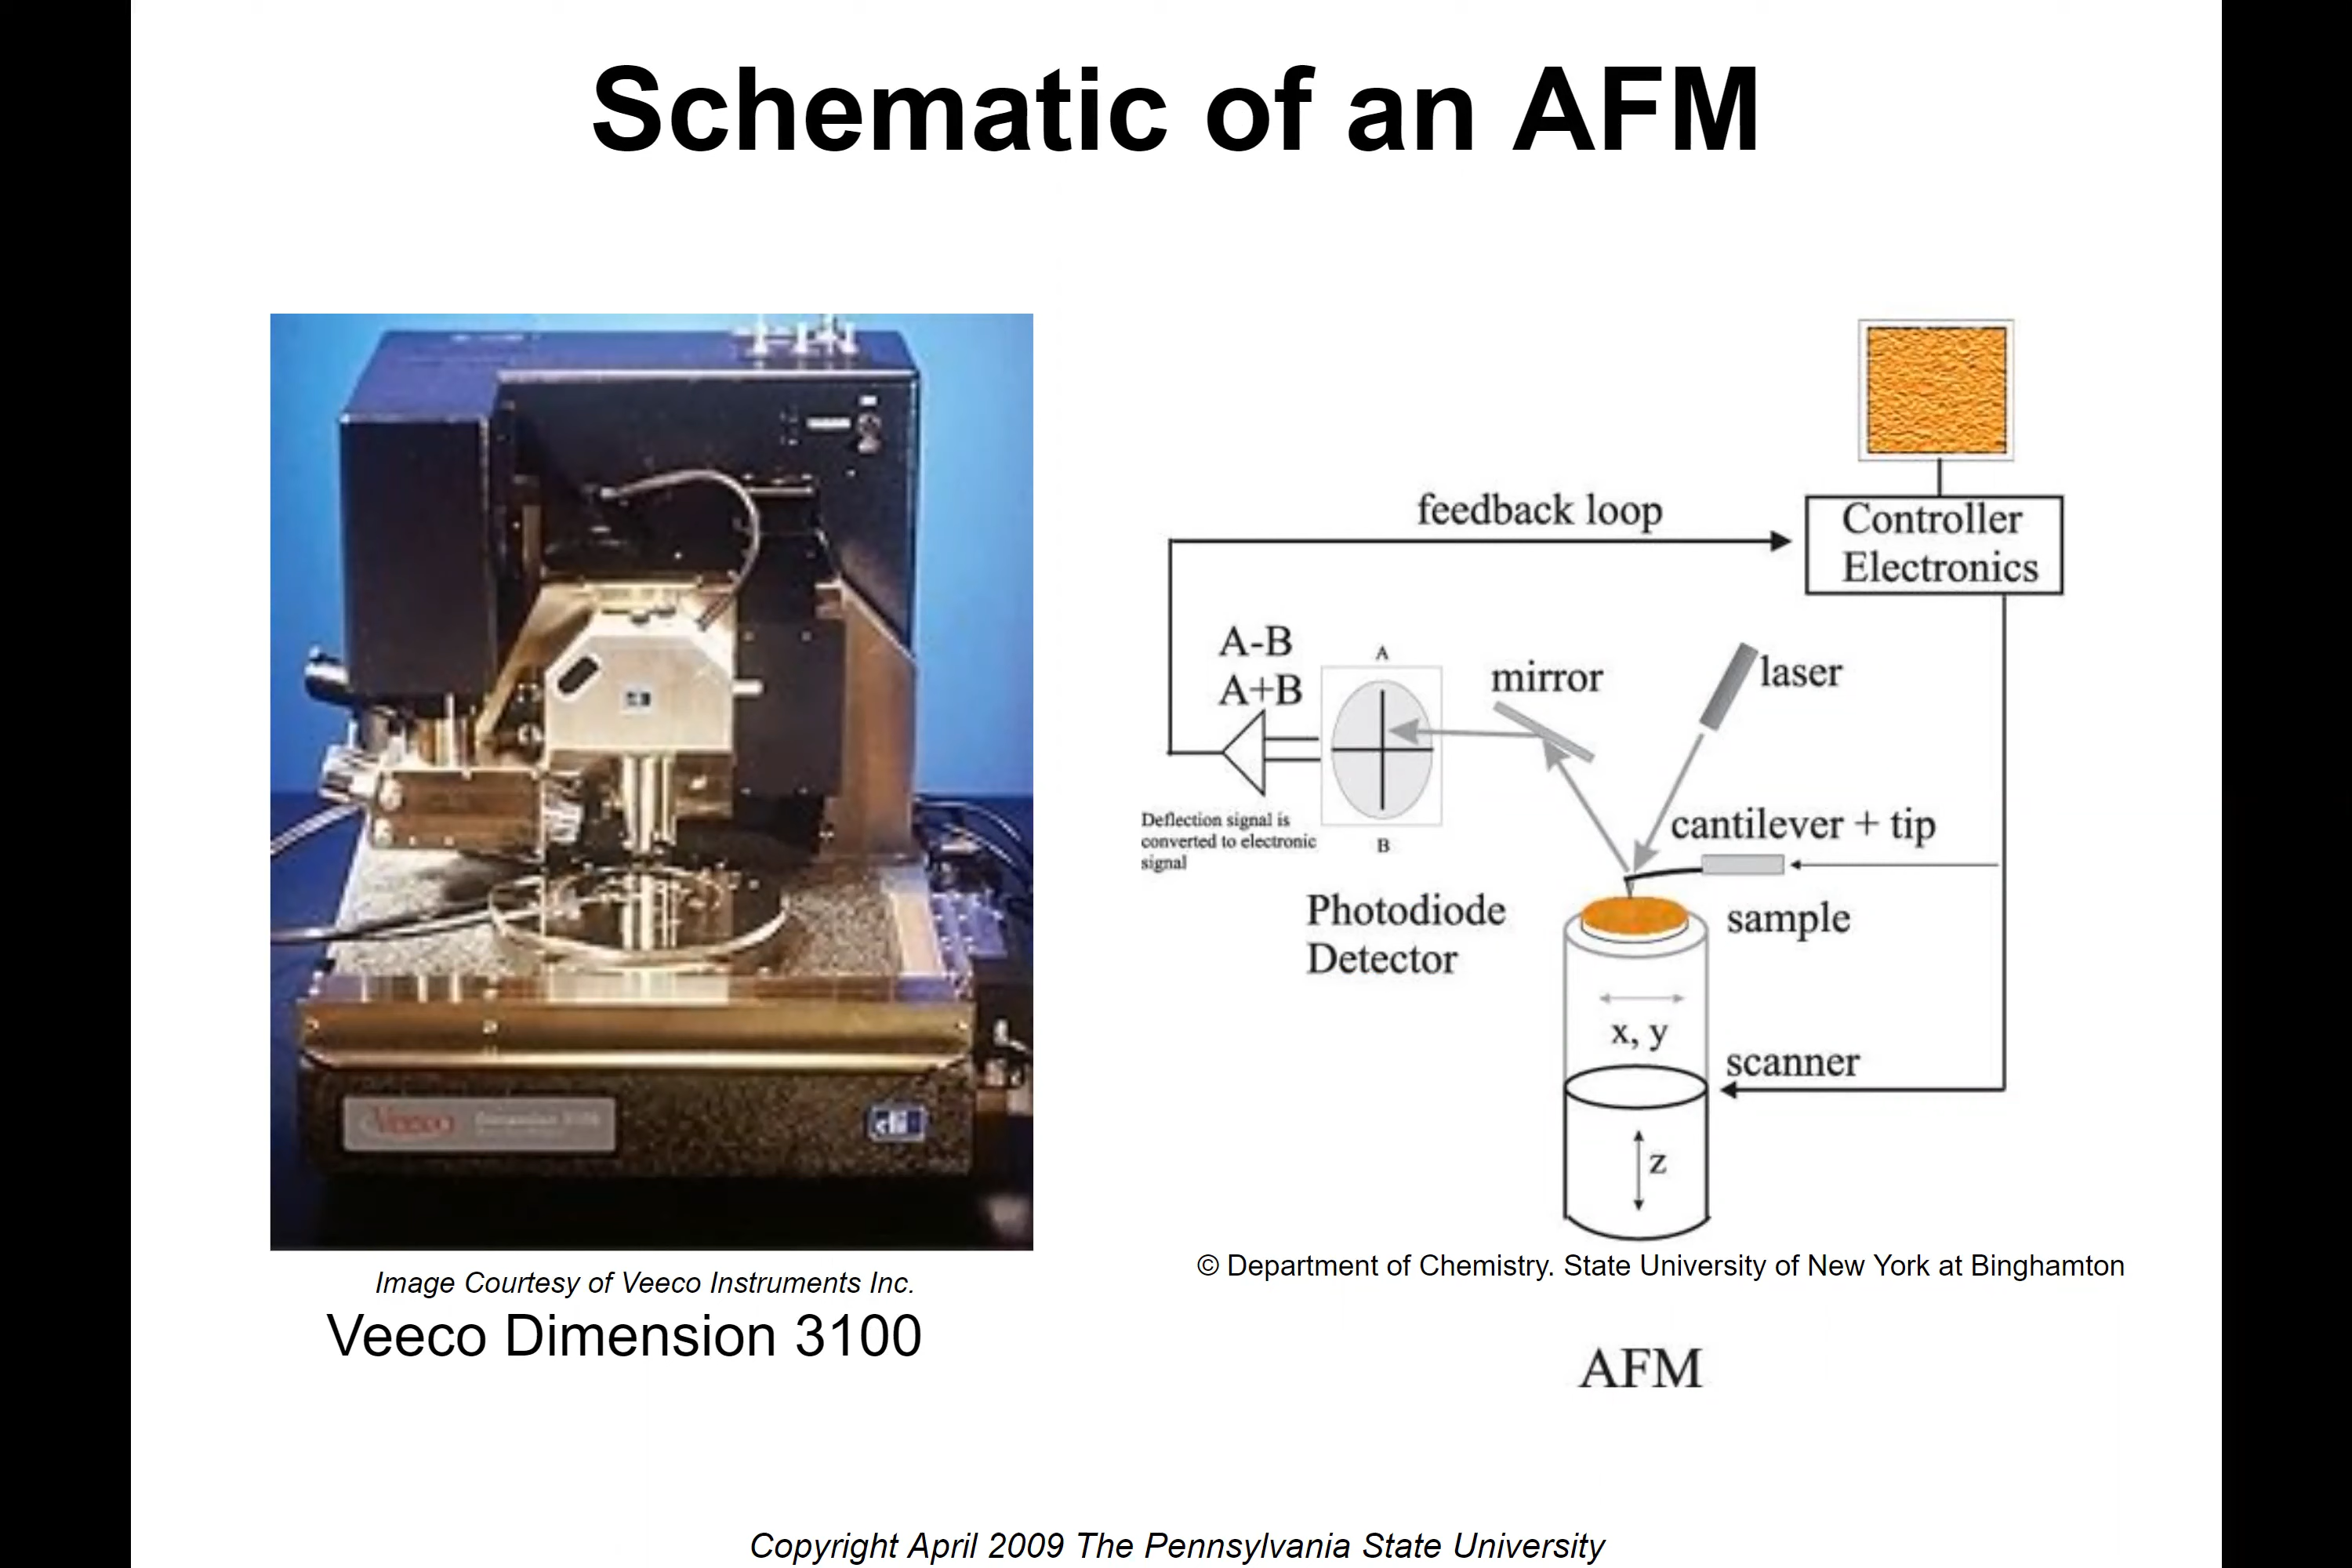 Schematic of an AFM
feedback loop
Controller
Electronics
A-B
A+B
A
mirror
laser
Deflection signal is
converted to electronic
signal
B
cantilever + tip
Photodiode
Detector
sample
x, y
scanner
z
Veeco
© Department of Chemistry. State University of New York at Binghamton
Image Courtesy of Veeco Instruments Inc.
Veeco Dimension 3100
AFM
Copyright April 2009 The Pennsylvania State University